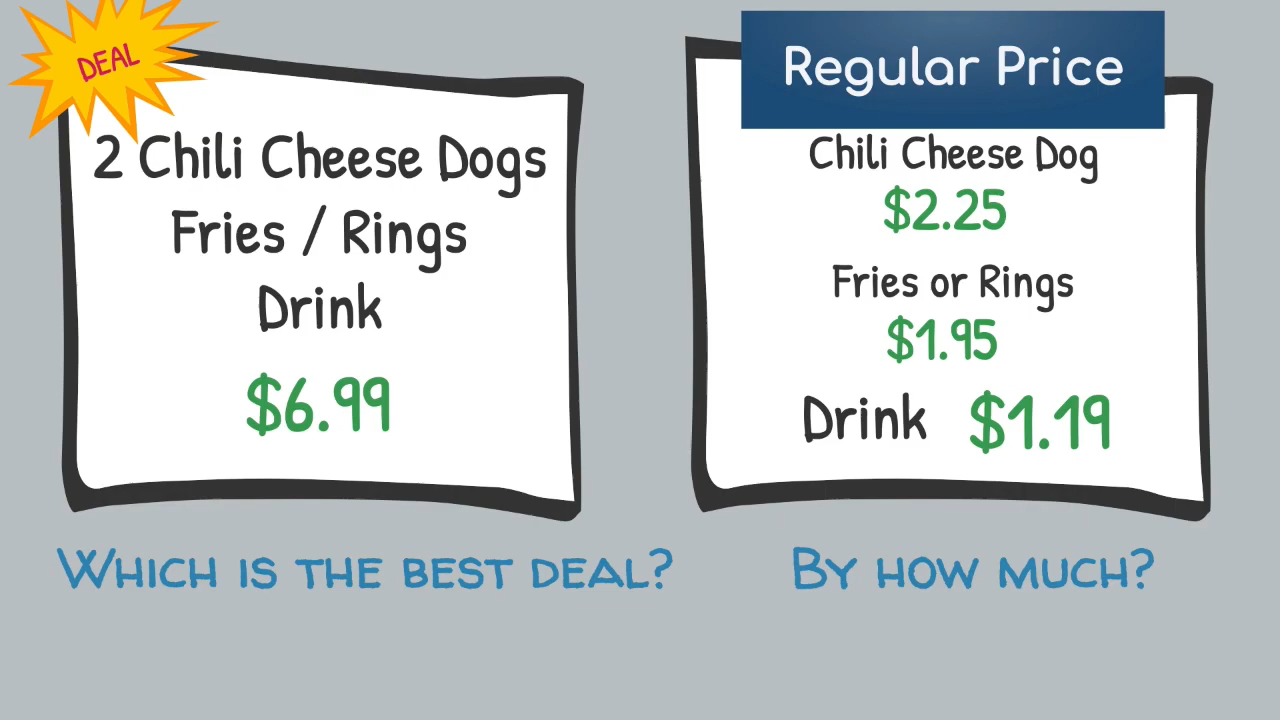 DEAL
2 Chili Cheese Dogs
Fries / Rings
Drink
$6.99
Regular Price
Chili Cheese Dog
$2.25
Fries or Rings
$1.95
Drink $1.19
WHICH IS THE BEST DEAL?
BY HOW MUCH?